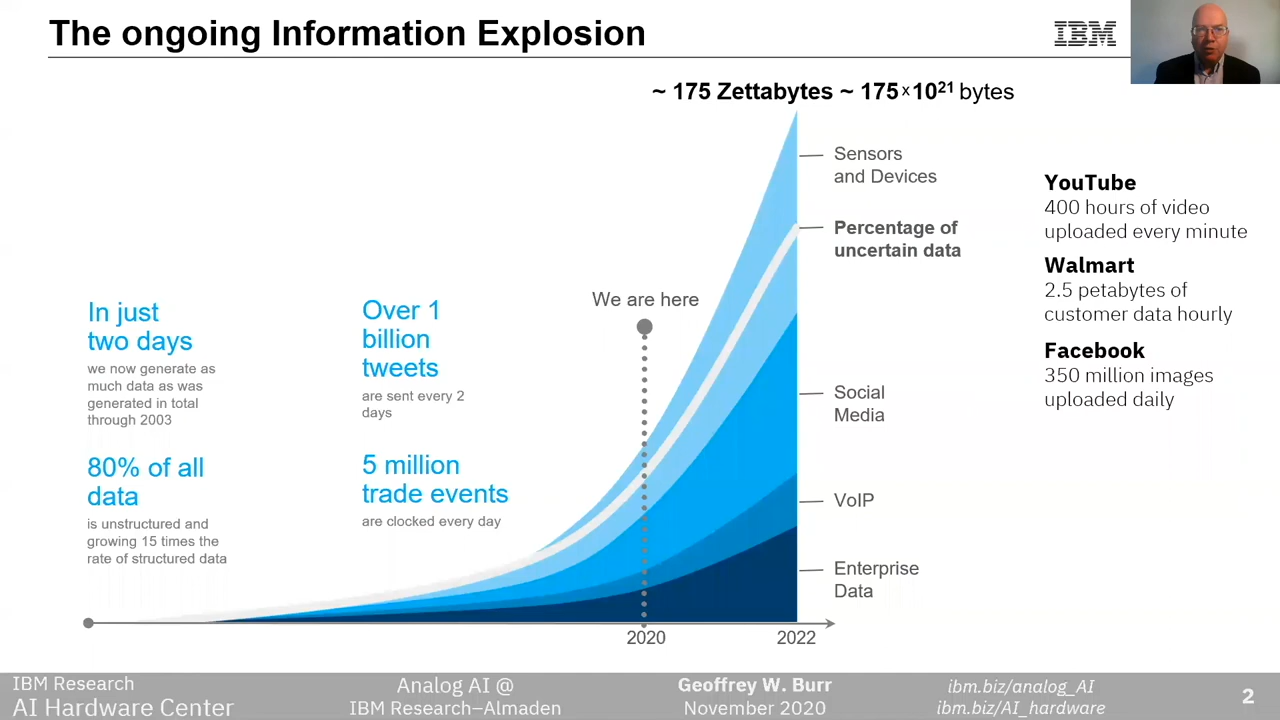 The ongoing Information Explosion
IBM
~ 175 Zettabytes ~ 175x10²¹ bytes
Sensors
and Devices
Percentage of
uncertain data
YouTube
400 hours of video
uploaded every minute
Walmart
2.5 petabytes of
customer data hourly
Facebook
350 million images
uploaded daily
We are here
In just
two days
we now generate as
much data as was
generated in total
through 2003
Over 1
billion
tweets
are sent every 2
days
80% of all
data
is unstructured and
growing 15 times the
rate of structured data
5 million
trade events
are clocked every day
Social
Media
VoIP
Enterprise
Data
2020
2022
IBM Research
AI Hardware Center
Analog AI @
IBM Research–Almaden
Geoffrey W. Burr
November 2020
ibm.biz/analog_AI
ibm.biz/AI_hardware
2